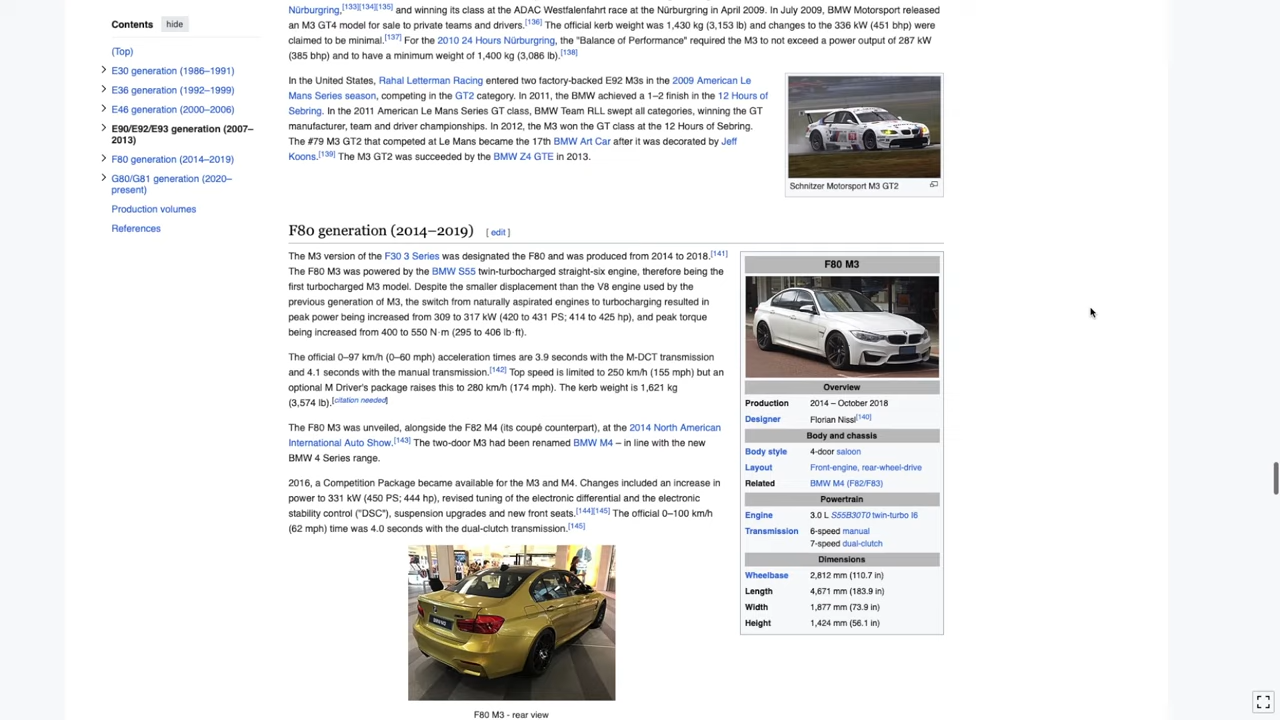 Contents hide
(Top)
E30 generation (1986–1991)
E36 generation (1992–1999)
E46 generation (2000–2006)
E90/E92/E93 generation (2007–
2013)
F80 generation (2014–2019)
G80/G81 generation (2020–
present)
Production volumes
References
Nürburgring,[133][134][135] and winning its class at the ADAC Westfalenfahrt race at the Nürburgring in April 2009. In July 2009, BMW Motorsport released
an M3 GT4 model for sale to private teams and drivers.[136] The official kerb weight was 1,430 kg (3,153 lb) and changes to the 336 kW (451 bhp) were
claimed to be minimal.[137] For the 2010 24 Hours Nürburgring, the "Balance of Performance" required the M3 to not exceed a power output of 287 kW
(385 bhp) and to have a minimum weight of 1,400 kg (3,086 lb).[138]
In the United States, Rahal Letterman Racing entered two factory-backed E92 M3s in the 2009 American Le
Mans Series season, competing in the GT2 category. In 2011, the BMW achieved a 1–2 finish in the 12 Hours of
Sebring. In the 2011 American Le Mans Series GT class, BMW Team RLL swept all categories, winning the GT
manufacturer, team and driver championships. In 2012, the M3 won the GT class at the 12 Hours of Sebring.
The #79 M3 GT2 that competed at Le Mans became the 17th BMW Art Car after it was decorated by Jeff
Koons.[139] The M3 GT2 was succeeded by the BMW Z4 GTE in 2013.
Schnitzer Motorsport M3 GT2
F80 generation (2014–2019) [ edit ]
The M3 version of the F30 3 Series was designated the F80 and was produced from 2014 to 2018.[141]
The F80 M3 was powered by the BMW S55 twin-turbocharged straight-six engine, therefore being the
first turbocharged M3 model. Despite the smaller displacement than the V8 engine used by the
previous generation of M3, the switch from naturally aspirated engines to turbocharging resulted in
peak power being increased from 309 to 317 kW (420 to 431 PS; 414 to 425 hp), and peak torque
being increased from 400 to 550 N·m (295 to 406 lb·ft).
The official 0–97 km/h (0–60 mph) acceleration times are 3.9 seconds with the M-DCT transmission
and 4.1 seconds with the manual transmission.[142] Top speed is limited to 250 km/h (155 mph) but an
optional M Driver's package raises this to 280 km/h (174 mph). The kerb weight is 1,621 kg
(3,574 lb).[citation needed]
The F80 M3 was unveiled, alongside the F82 M4 (its coupé counterpart), at the 2014 North American
International Auto Show.[143] The two-door M3 had been renamed BMW M4 – in line with the new
BMW 4 Series range.
2016, a Competition Package became available for the M3 and M4. Changes included an increase in
power to 331 kW (450 PS; 444 hp), revised tuning of the electronic differential and the electronic
stability control ("DSC"), suspension upgrades and new front seats.[144][145] The official 0–100 km/h
(62 mph) time was 4.0 seconds with the dual-clutch transmission.[145]
F80 M3 - rear view
F80 M3
Overview
Production 2014 – October 2018
Designer Florian Nissl[140]
Body and chassis
Body style 4-door saloon
Layout Front-engine, rear-wheel-drive
Related BMW M4 (F82/F83)
Powertrain
Engine 3.0 L S55B30T0 twin-turbo I6
Transmission 6-speed manual
7-speed dual-clutch
Dimensions
Wheelbase 2,812 mm (110.7 in)
Length 4,671 mm (183.9 in)
Width 1,877 mm (73.9 in)
Height 1,424 mm (56.1 in)